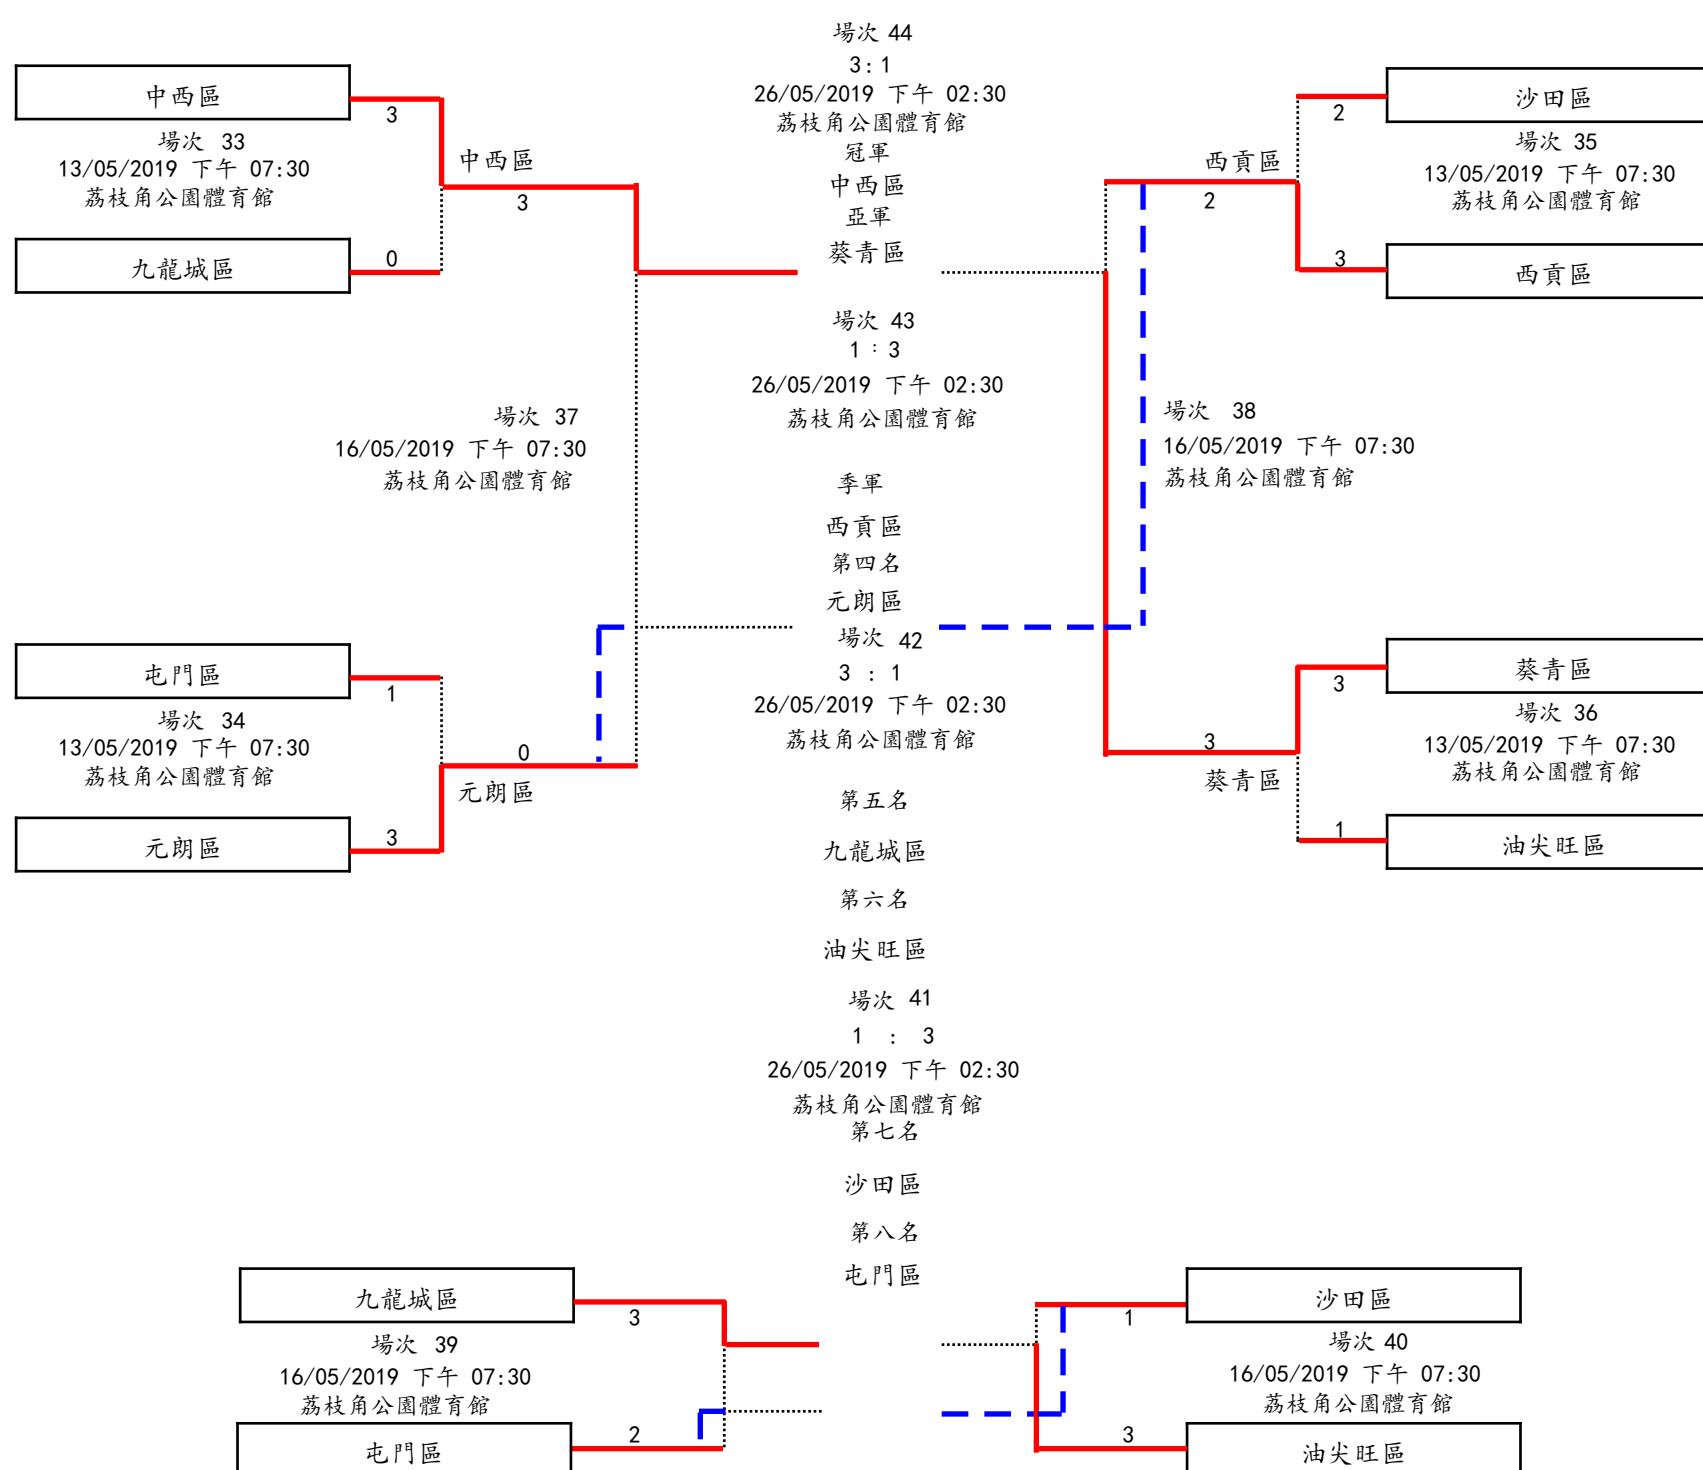 場次 44
3:1
26/05/2019 下午 02:30
荔枝角公園體育館
冠軍
中西區
亞軍
葵青區
中西區
3
場次 33
13/05/2019 下午 07:30
荔枝角公園體育館
九龍城區
0
中西區
3
沙田區
2
場次 35
13/05/2019 下午 07:30
荔枝角公園體育館
西貢區
3
西貢區
2
場次 43
1:3
26/05/2019 下午 02:30
荔枝角公園體育館
場次 37
16/05/2019 下午 07:30
荔枝角公園體育館
場次 38
16/05/2019 下午 07:30
荔枝角公園體育館
季軍
西貢區
第四名
元朗區
場次 42
3 : 1
26/05/2019 下午 02:30
荔枝角公園體育館
屯門區
1
場次 34
13/05/2019 下午 07:30
荔枝角公園體育館
元朗區
3
0
元朗區
葵青區
3
場次 36
13/05/2019 下午 07:30
荔枝角公園體育館
油尖旺區
1
3
葵青區
第五名
九龍城區
第六名
油尖旺區
場次 41
1 : 3
26/05/2019 下午 02:30
荔枝角公園體育館
第七名
沙田區
第八名
屯門區
九龍城區
3
場次 39
16/05/2019 下午 07:30
荔枝角公園體育館
屯門區
2
沙田區
1
場次 40
16/05/2019 下午 07:30
荔枝角公園體育館
油尖旺區
3